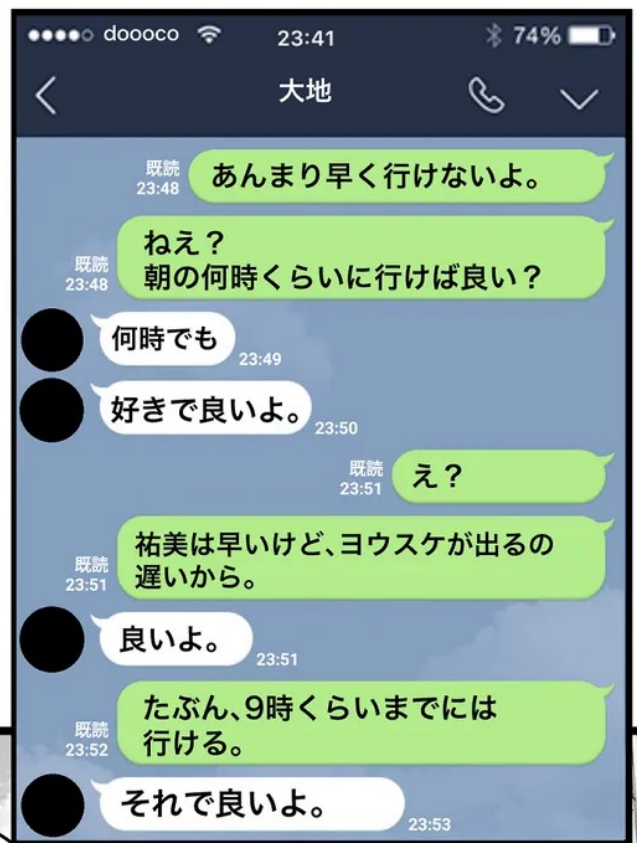 doooco 23:41 74%
大地
あんまり早く行けないよ。
既読
23:48
ねえ?
朝の何時くらいに行けば良い?
既読
23:48
何時でも
23:49
好きで良いよ。
23:50
え?
既読
23:51
祐美は早いけど、ヨウスケが出るの
遅いから。
既読
23:51
良いよ。
23:51
たぶん、9時くらいまでには
行ける。
既読
23:52
それで良いよ。
23:53